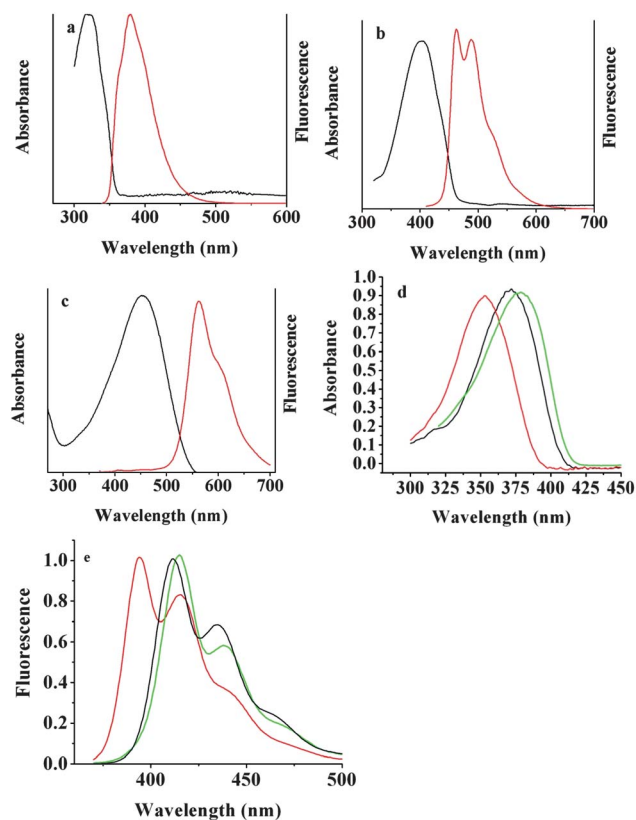 a
Absorbance
Fluorescence
300 400 500 600
Wavelength (nm)
b
Absorbance
Fluorescence
300 400 500 600 700
Wavelength (nm)
c
Absorbance
Fluorescence
300 400 500 600 700
Wavelength (nm)
d
Absorbance
0.9
0.9
0.8
0.7
0.6
0.5
0.4
0.3
0.2
0.1
0.0
300 325 350 375 400 425 450
Wavelength (nm)
e
Fluorescence
1.0
0.8
0.6
0.4
0.2
0.0
400 450 500
Wavelength (nm)